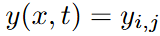 y(x, t) = y_{i,j}